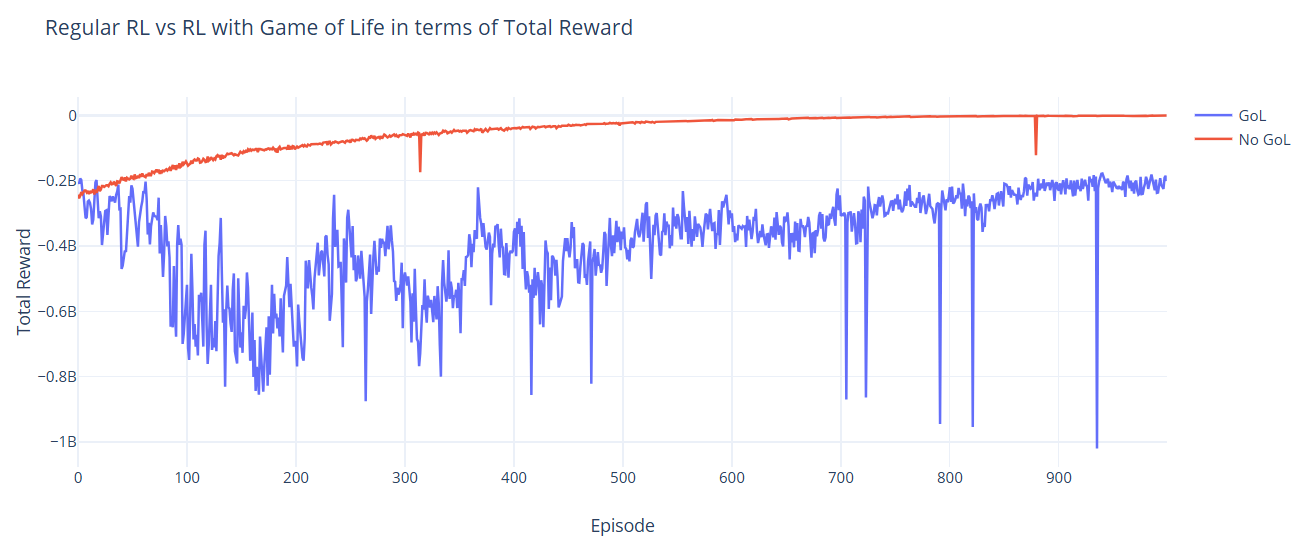 Regular RL vs RL with Game of Life in terms of Total Reward
GoL
No GoL
Total Reward
0
−0.2B
−0.4B
−0.6B
−0.8B
−1B
0 100 200 300 400 500 600 700 800 900
Episode